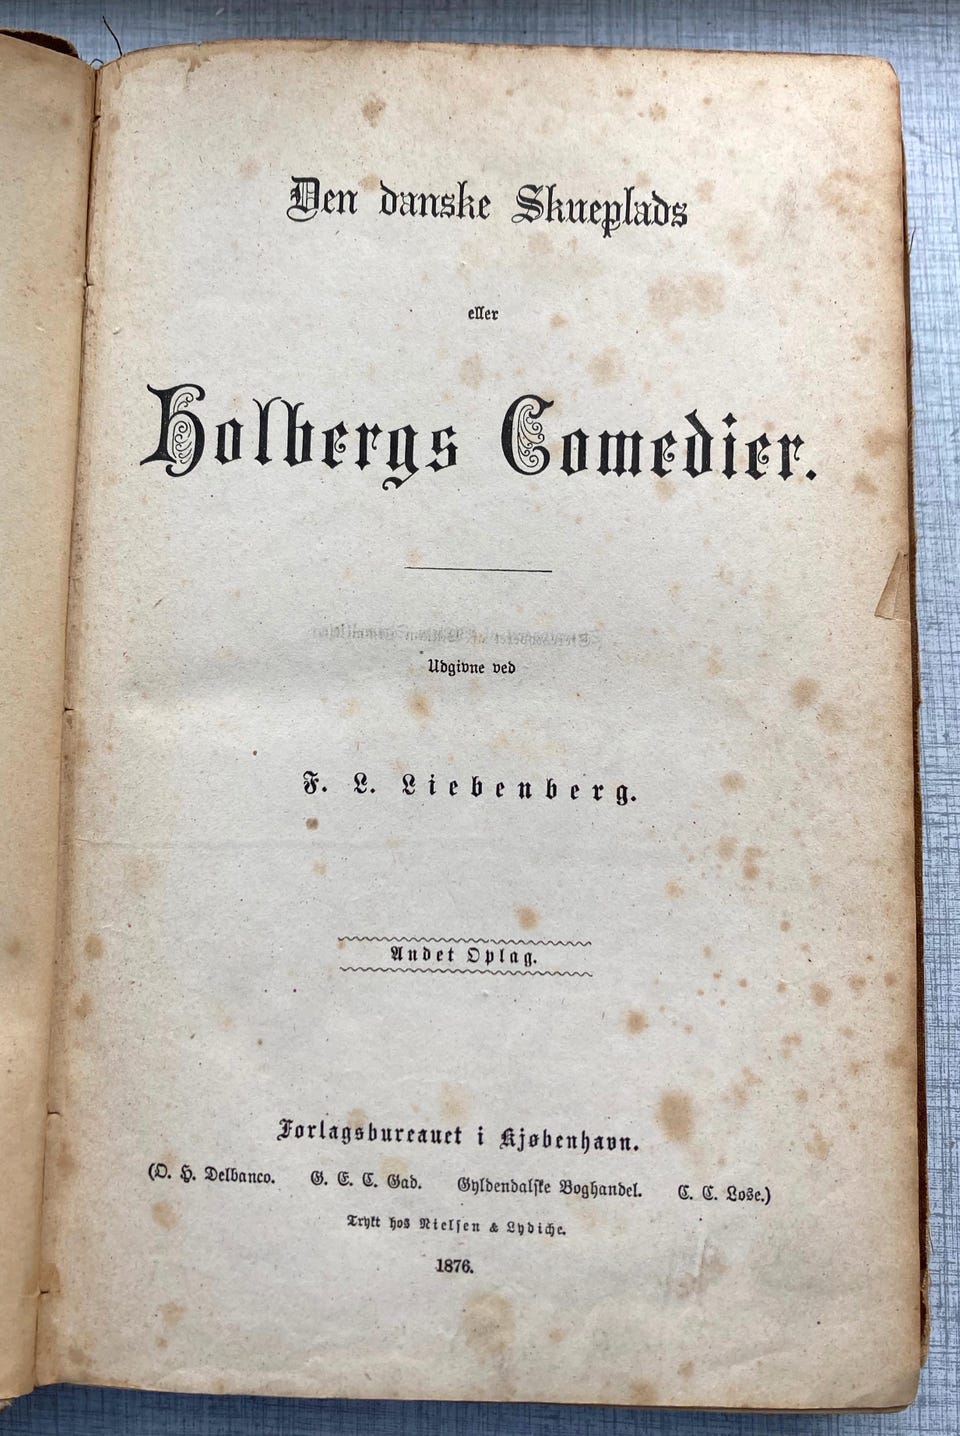 Den danske Skueplads
eller
Holbergs Comedier.
Udgivne ved
F. L. Liebenberg.
Andet Oplag.
Forlagsbureauet i Kjøbenhavn.
(O. H. Delbanco. G. E. C. Gad. Gyldendalske Boghandel. C. C. Lose.)
Trykt hos Nielsen & Lydiche.
1876.